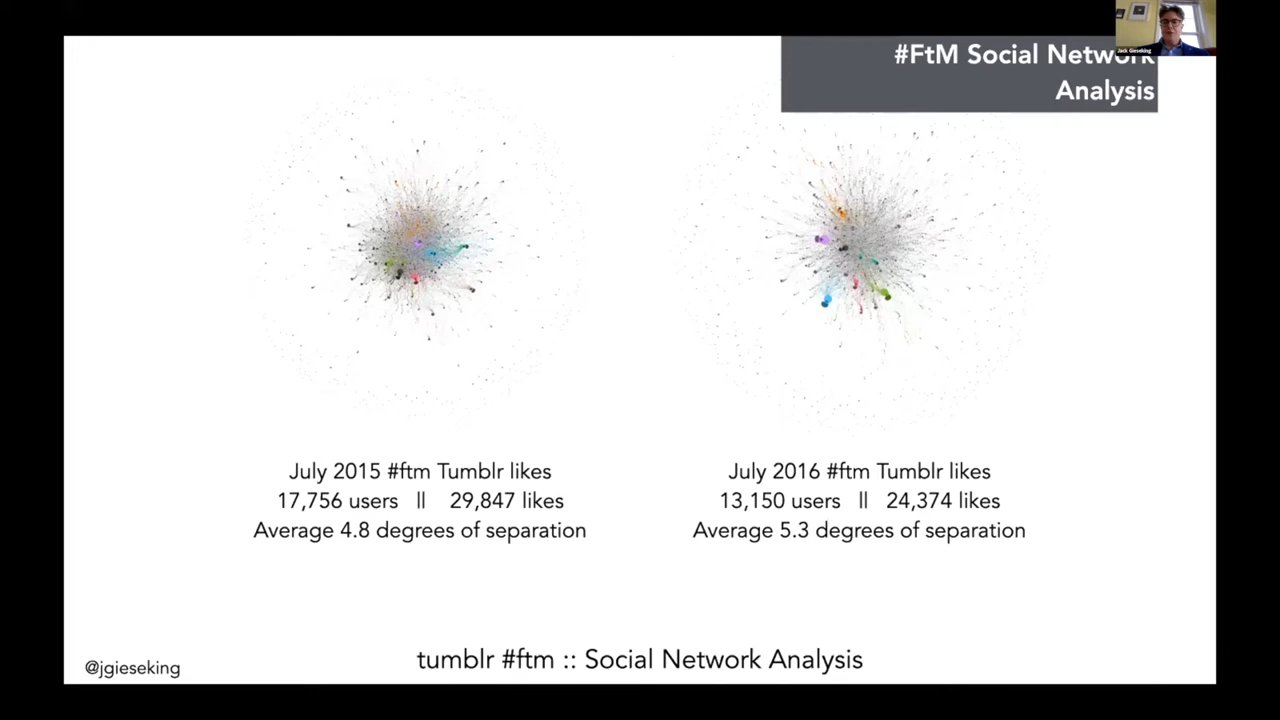 Jack Gieseking
#FtM Social Network
Analysis
July 2015 #ftm Tumblr likes
17,756 users || 29,847 likes
Average 4.8 degrees of separation
July 2016 #ftm Tumblr likes
13,150 users || 24,374 likes
Average 5.3 degrees of separation
@jgieseking
tumblr #ftm :: Social Network Analysis